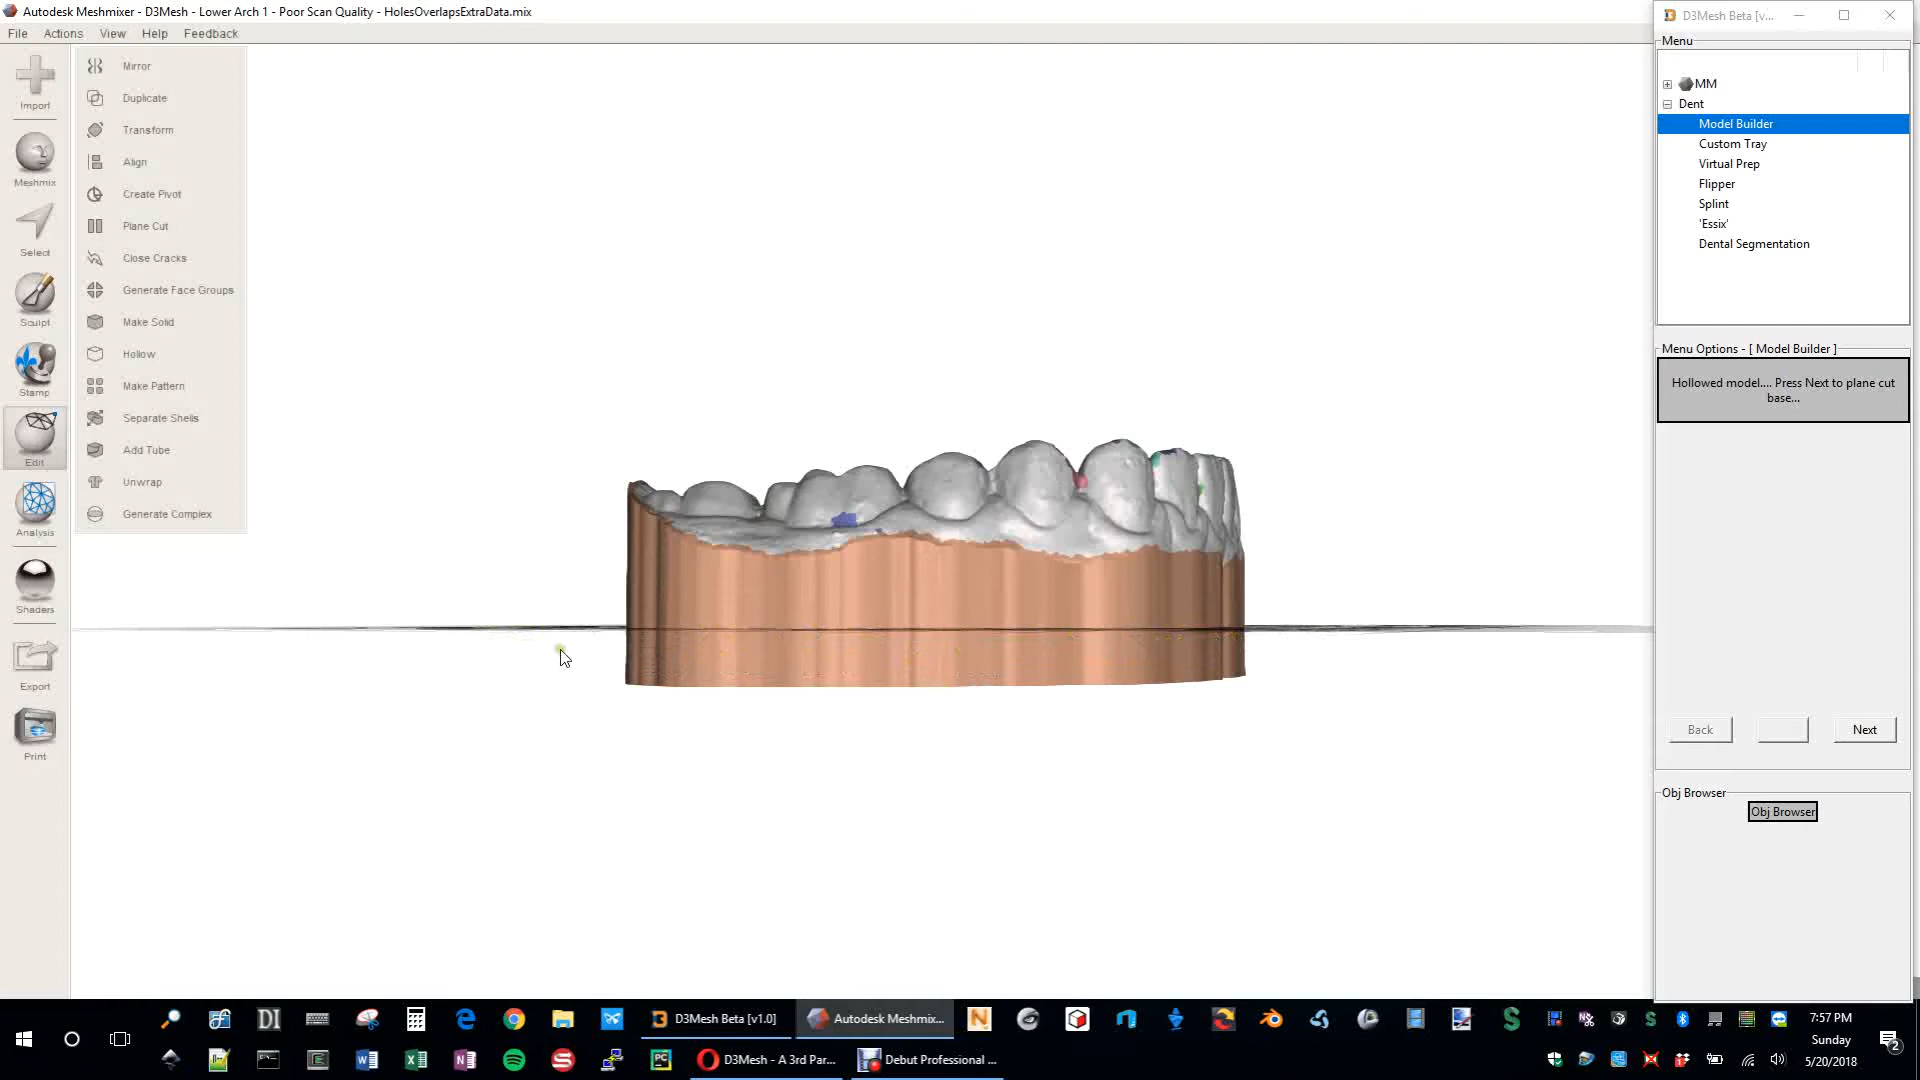 Autodesk Meshmixer - D3Mesh - Lower Arch 1 - Poor Scan Quality - HolesOverlapsExtraData.mix
File Actions View Help Feedback
Import
Meshmix
Select
Sculpt
Stamp
Edit
Analysis
Shaders
Export
Print
Mirror
Duplicate
Transform
Align
Create Pivot
Plane Cut
Close Cracks
Generate Face Groups
Make Solid
Hollow
Make Pattern
Separate Shells
Add Tube
Unwrap
Generate Complex
D3Mesh Beta [v...
Menu
MM
Dent
Model Builder
Custom Tray
Virtual Prep
Flipper
Splint
'Essix'
Dental Segmentation
Menu Options - [ Model Builder ]
Hollowed model.... Press Next to plane cut
base...
Back Next
Obj Browser
Obj Browser
D3Mesh Beta [v1.0]
Autodesk Meshmix...
D3Mesh - A 3rd Par...
Debut Professional ...
7:57 PM
Sunday
5/20/2018
2